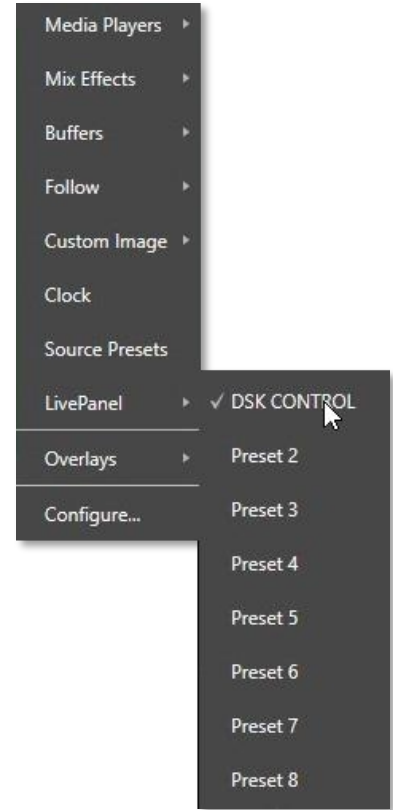 Media Players
Mix Effects
Buffers
Follow
Custom Image
Clock
Source Presets
LivePanel
Overlays
Configure...
DSK CONTROL
Preset 2
Preset 3
Preset 4
Preset 5
Preset 6
Preset 7
Preset 8